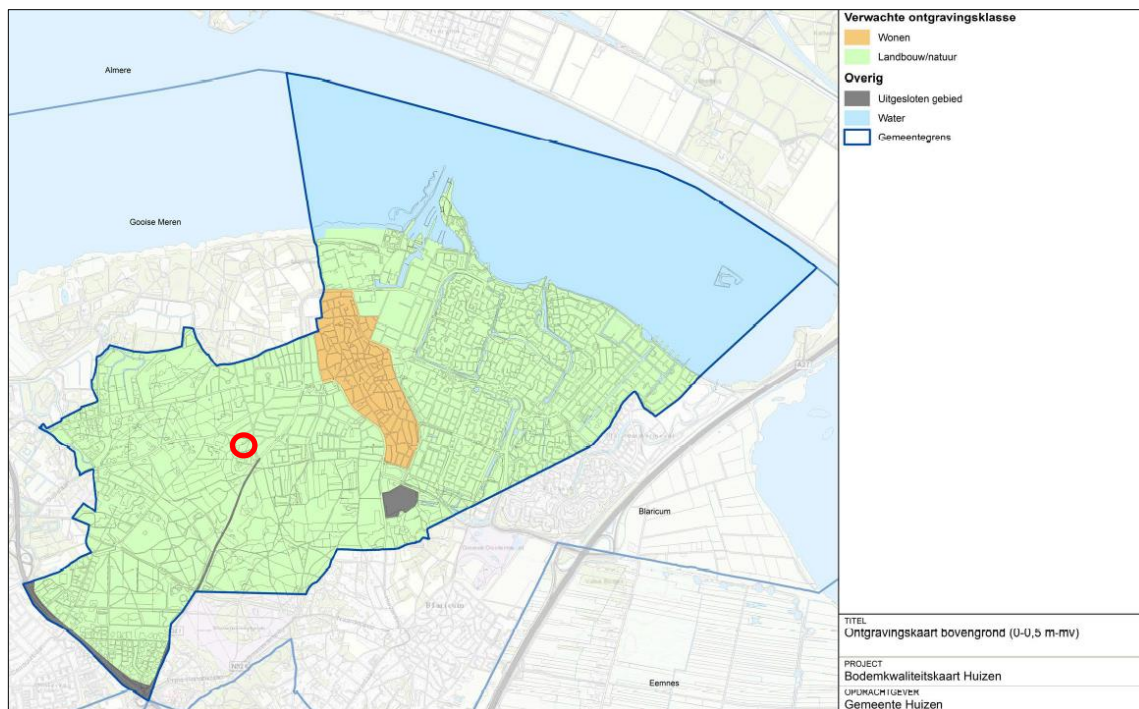 Almere
Gooise Meren
Blaricum
Eemnes
A27
Verwachte ontgravingsklasse
Wonen
Landbouw/natuur
Overig
Uitgesloten gebied
Water
Gemeentegrens
TITEL
Ontgravingskaart bovengrond (0-0,5 m-mv)
PROJECT
Bodemkwaliteitskaart Huizen
OPDRACHTGEVER
Gemeente Huizen